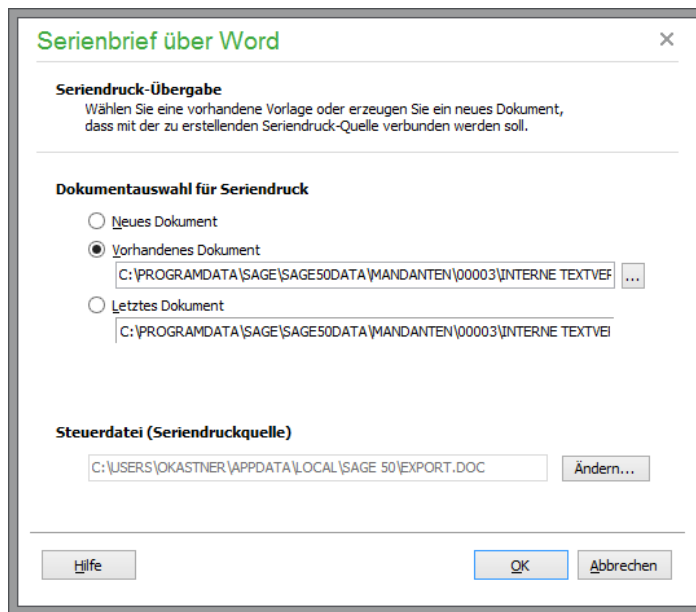 Serienbrief über Word
Seriendruck-Übergabe
Wählen Sie eine vorhandene Vorlage oder erzeugen Sie ein neues Dokument,
dass mit der zu erstellenden Seriendruck-Quelle verbunden werden soll.
Dokumentauswahl für Seriendruck
Neues Dokument
Vorhandenes Dokument
C:\PROGRAMDATA\SAGE\SAGE50DATA\MANDANTEN\00003\INTERNE TEXTVER
...
Letztes Dokument
C:\PROGRAMDATA\SAGE\SAGE50DATA\MANDANTEN\00003\INTERNE TEXTVE
Steuerdatei (Seriendruckquelle)
C:\USERS\OKASTNER\APPDATA\LOCAL\SAGE 50\EXPORT.DOC
Ändern...
Hilfe
OK
Abbrechen